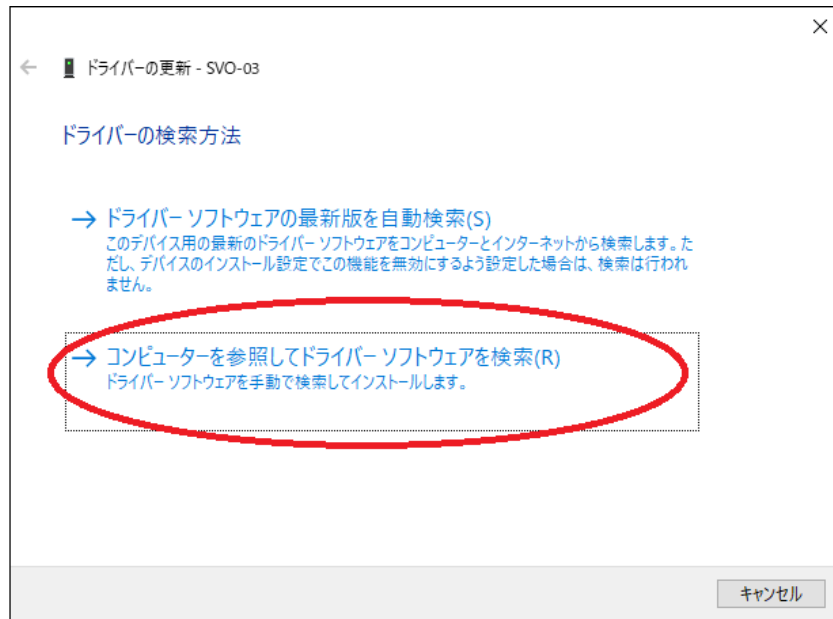 ドライバーの更新 - SVO-03
ドライバーの検索方法
→ ドライバー ソフトウェアの最新版を自動検索(S)
このデバイス用の最新のドライバー ソフトウェアをコンピューターとインターネットから検索します。た
だし、デバイスのインストール設定でこの機能を無効にするよう設定した場合は、検索は行われ
ません。
→ コンピューターを参照してドライバー ソフトウェアを検索(R)
ドライバー ソフトウェアを手動で検索してインストールします。
キャンセル